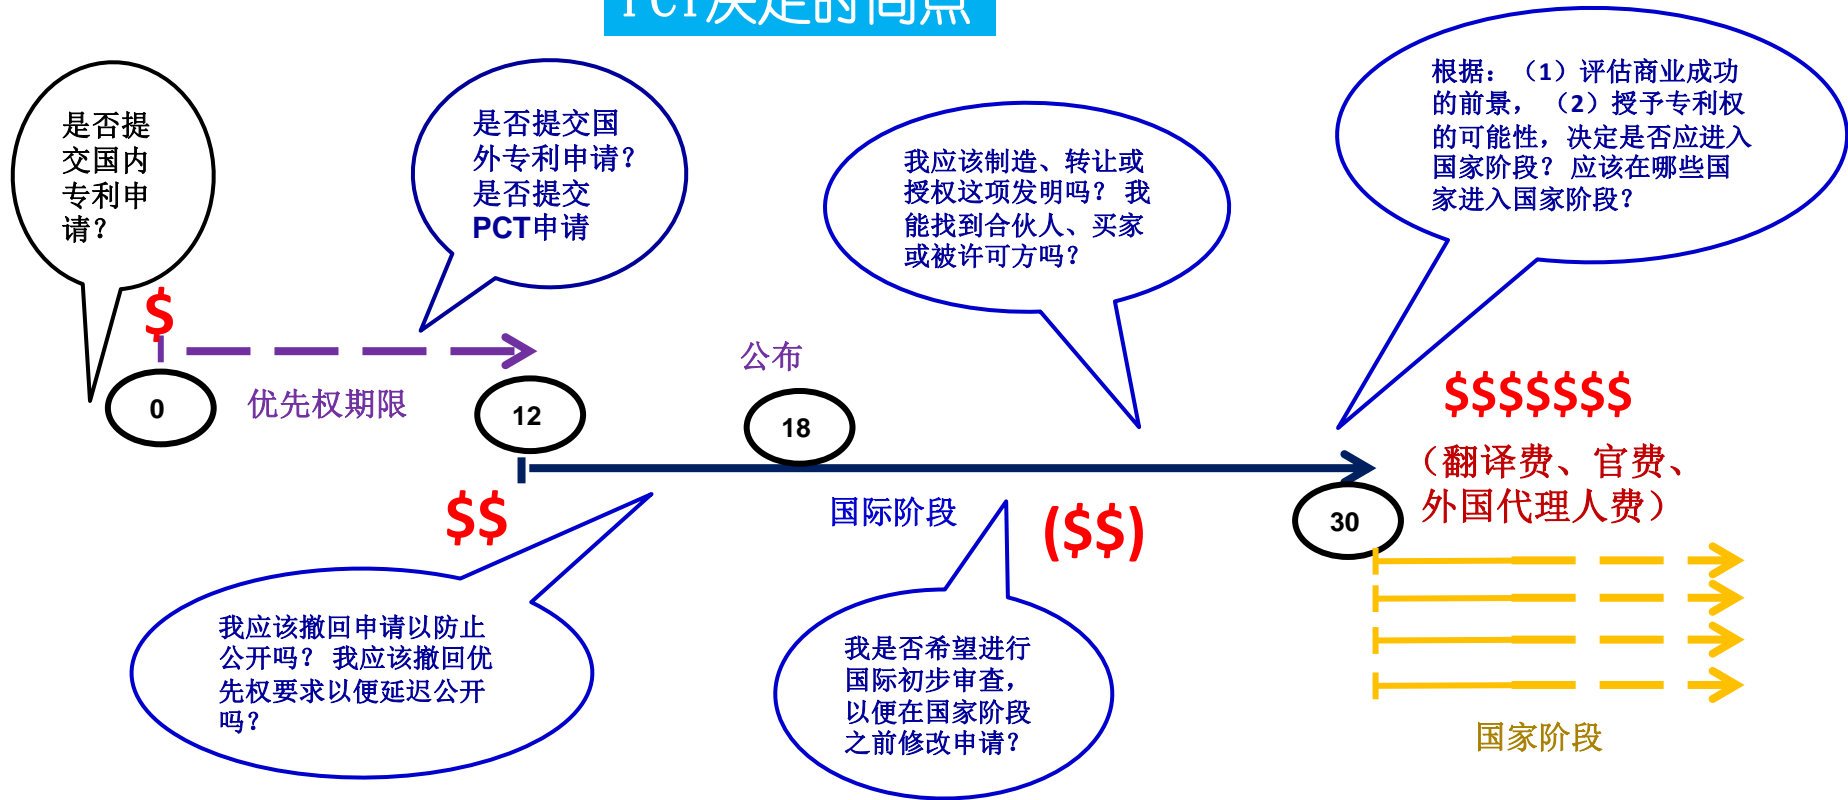 PCT决定时间点
是否提
交国内
专利申
请？
是否提交国
外专利申请？
是否提交
PCT申请
我应该制造、转让或
授权这项发明吗？ 我
能找到合伙人、买家
或被许可方吗？
根据：（1）评估商业成功
的前景，（2）授予专利权
的可能性，决定是否应进入
国家阶段？ 应该在哪些国
家进入国家阶段？
$
0
优先权期限
12
公布
18
$$$$$$$
（翻译费、官费、
外国代理人费）
$$
国际阶段
($$)
30
我应该撤回申请以防止
公开吗？ 我应该撤回优
先权要求以便延迟公开
吗？
我是否希望进行
国际初步审查，
以便在国家阶段
之前修改申请？
国家阶段